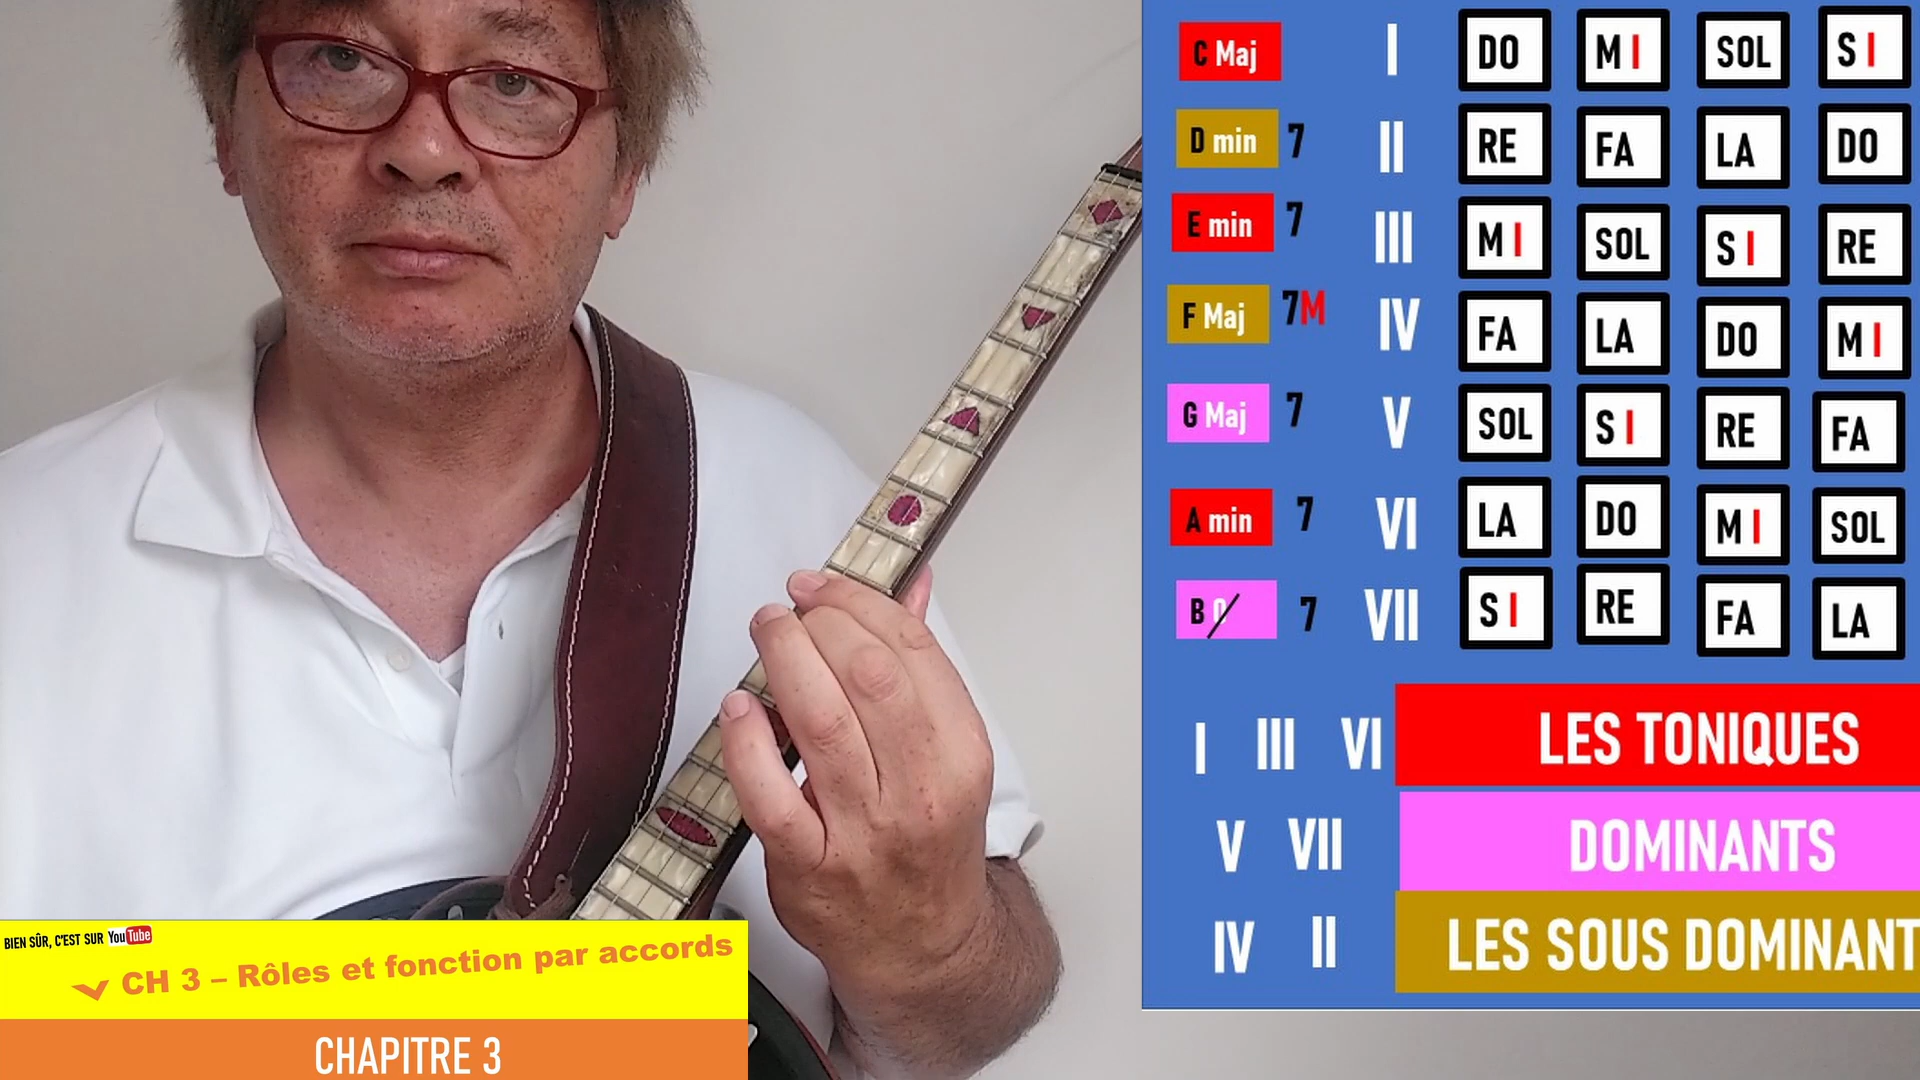 C Maj I DO MI SOL SI
D min 7 II RE FA LA DO
E min 7 III MI SOL SI RE
F Maj 7M IV FA LA DO MI
G Maj 7 V SOL SI RE FA
A min 7 VI LA DO MI SOL
B Ø 7 VII SI RE FA LA
I III VI LES TONIQUES
V VII DOMINANTS
IV II LES SOUS DOMINANT
BIEN SÛR, C'EST SUR YouTube
CH 3 – Rôles et fonction par accords
CHAPITRE 3